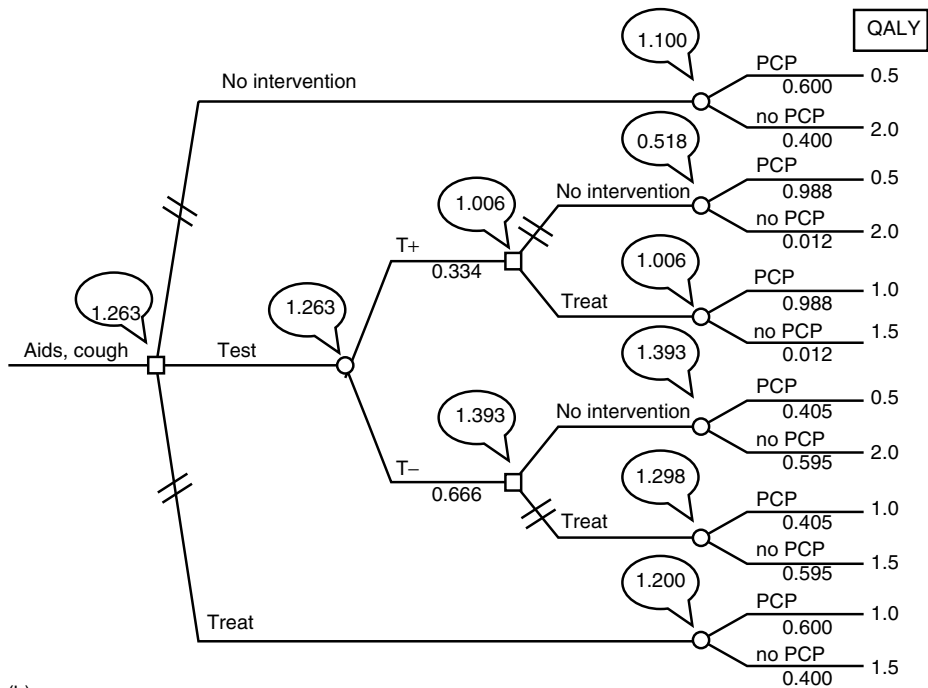 QALY
1.100
PCP
0.600
0.5
No intervention
no PCP
0.400
2.0
0.518
PCP
0.988
0.5
No intervention
1.006
no PCP
0.012
2.0
T+
0.334
1.006
PCP
0.988
1.0
Treat
no PCP
0.012
1.5
1.263
1.263
Aids, cough
Test
1.393
PCP
0.405
0.5
No intervention
1.393
no PCP
0.595
2.0
T−
0.666
1.298
PCP
0.405
1.0
Treat
no PCP
0.595
1.5
1.200
PCP
0.600
1.0
Treat
no PCP
0.400
1.5